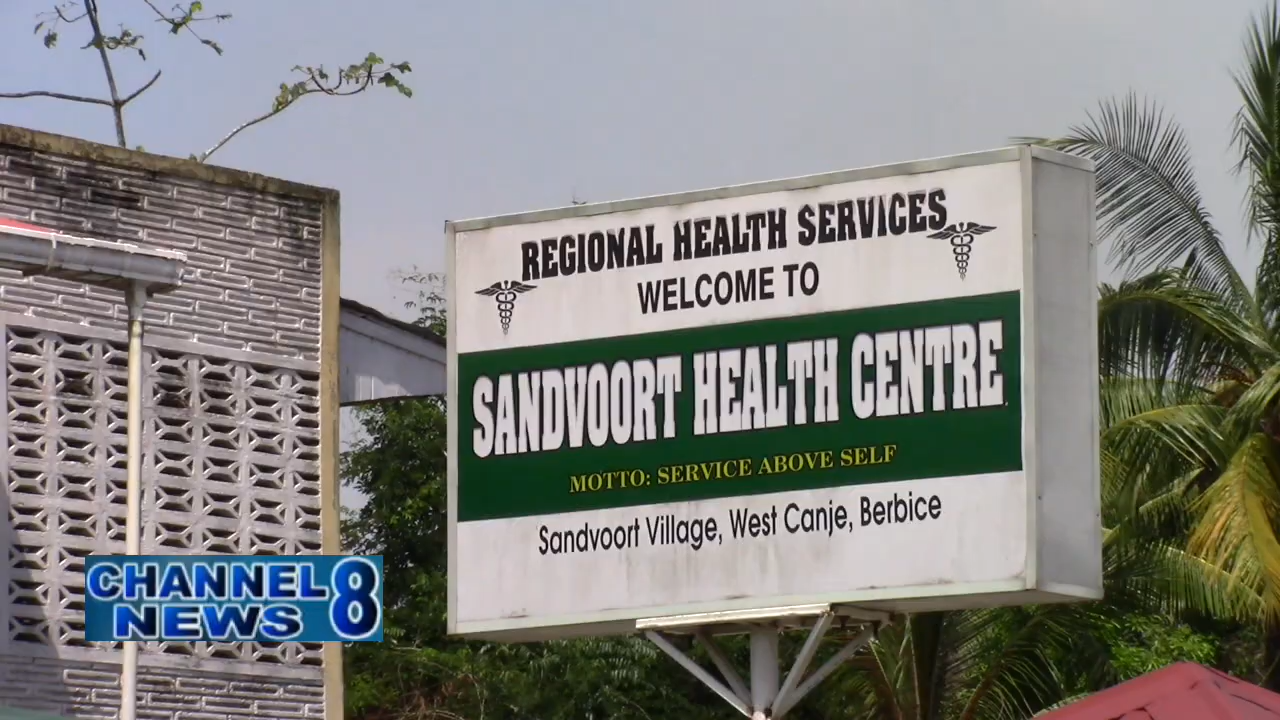 REGIONAL HEALTH SERVICES
WELCOME TO
SANDVOORT HEALTH CENTRE.
MOTTO: SERVICE ABOVE SELF
Sandvoort Village, West Canje, Berbice
CHANNEL 8
NEWS